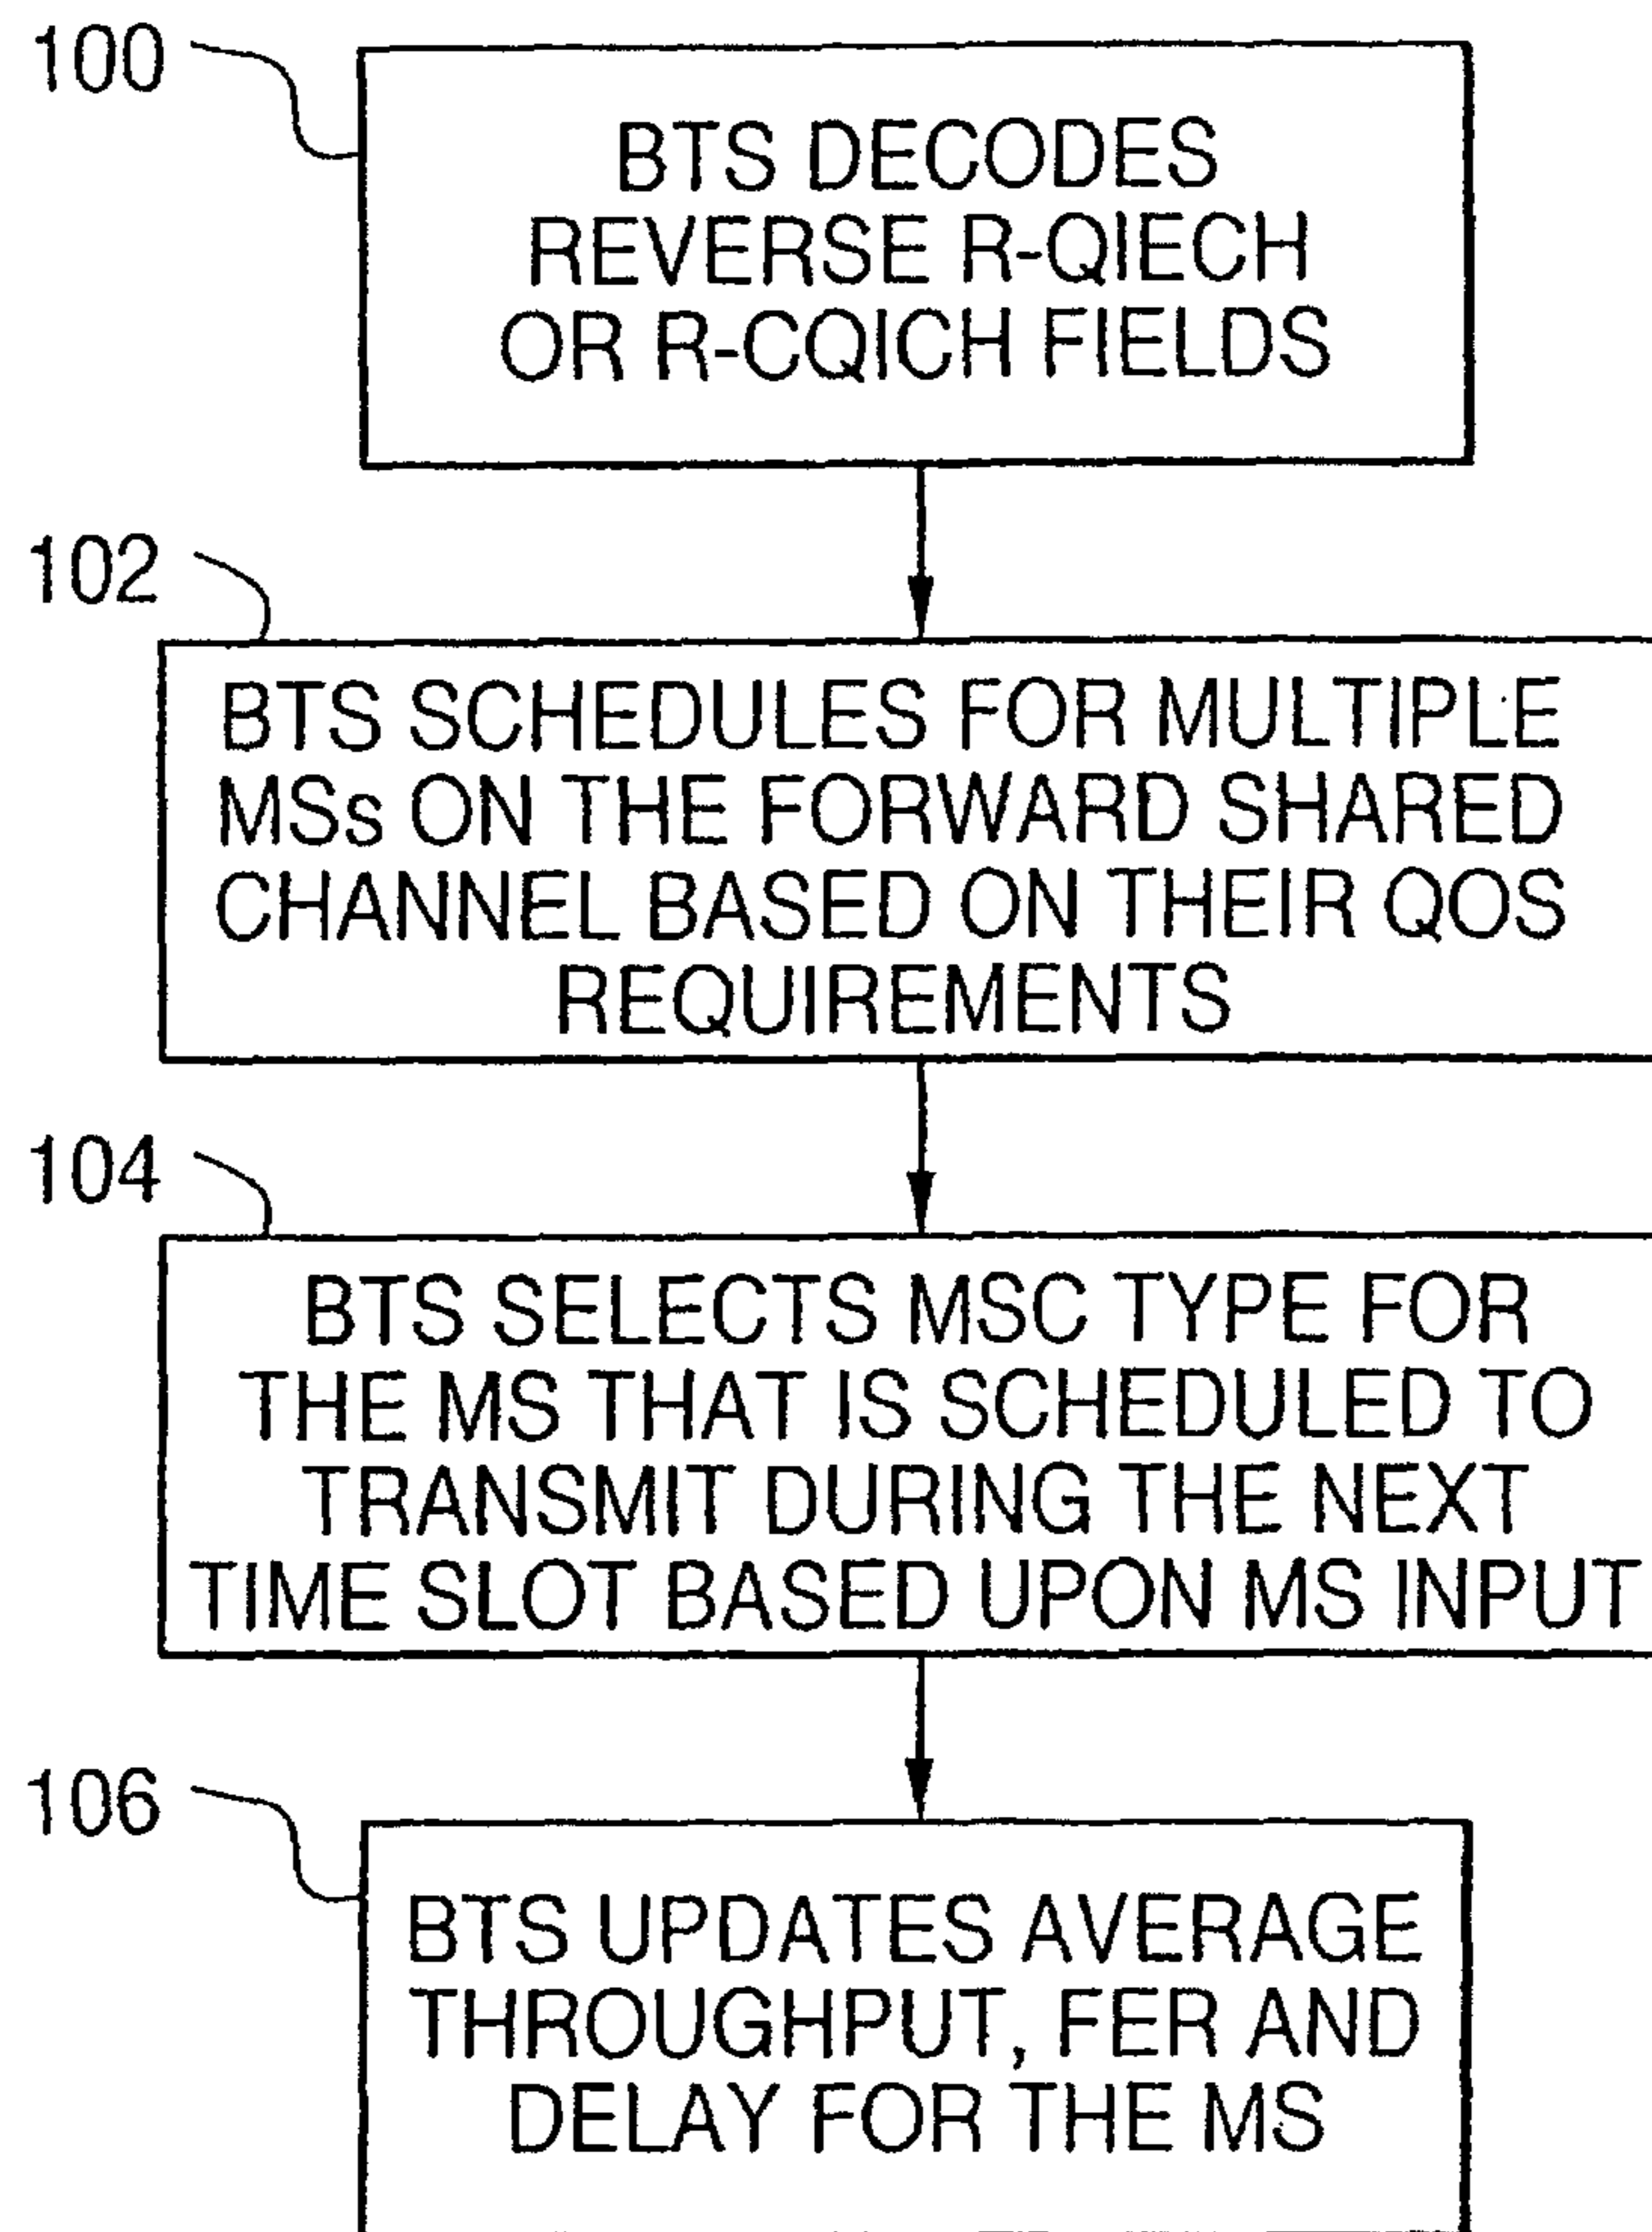 100
BTS DECODES
REVERSE R-QIECH
OR R-CQICH FIELDS
102
BTS SCHEDULES FOR MULTIPLE
MSs ON THE FORWARD SHARED
CHANNEL BASED ON THEIR QOS
REQUIREMENTS
104
BTS SELECTS MSC TYPE FOR
THE MS THAT IS SCHEDULED TO
TRANSMIT DURING THE NEXT
TIME SLOT BASED UPON MS INPUT
106
BTS UPDATES AVERAGE
THROUGHPUT, FER AND
DELAY FOR THE MS